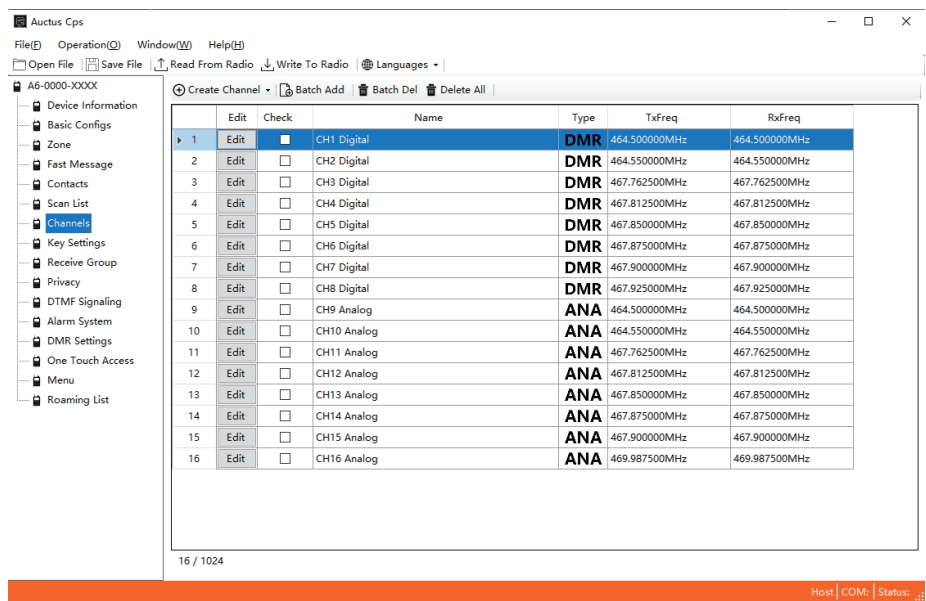 Auctus Cps
File(F) Operation(O) Window(W) Help(H)
Open File Save File Read From Radio Write To Radio Languages
A6-0000-XXXX
Device Information
Basic Configs
Zone
Fast Message
Contacts
Scan List
Channels
Key Settings
Receive Group
Privacy
DTMF Signaling
Alarm System
DMR Settings
One Touch Access
Menu
Roaming List
Create Channel Batch Add Batch Del Delete All
Edit Check Name Type TxFreq RxFreq
1 Edit CH1 Digital DMR 464.500000MHz 464.500000MHz
2 Edit CH2 Digital DMR 464.550000MHz 464.550000MHz
3 Edit CH3 Digital DMR 467.762500MHz 467.762500MHz
4 Edit CH4 Digital DMR 467.812500MHz 467.812500MHz
5 Edit CH5 Digital DMR 467.850000MHz 467.850000MHz
6 Edit CH6 Digital DMR 467.875000MHz 467.875000MHz
7 Edit CH7 Digital DMR 467.900000MHz 467.900000MHz
8 Edit CH8 Digital DMR 467.925000MHz 467.925000MHz
9 Edit CH9 Analog ANA 464.500000MHz 464.500000MHz
10 Edit CH10 Analog ANA 464.550000MHz 464.550000MHz
11 Edit CH11 Analog ANA 467.762500MHz 467.762500MHz
12 Edit CH12 Analog ANA 467.812500MHz 467.812500MHz
13 Edit CH13 Analog ANA 467.850000MHz 467.850000MHz
14 Edit CH14 Analog ANA 467.875000MHz 467.875000MHz
15 Edit CH15 Analog ANA 467.900000MHz 467.900000MHz
16 Edit CH16 Analog ANA 469.987500MHz 469.987500MHz
16 / 1024
Host COM: Status: